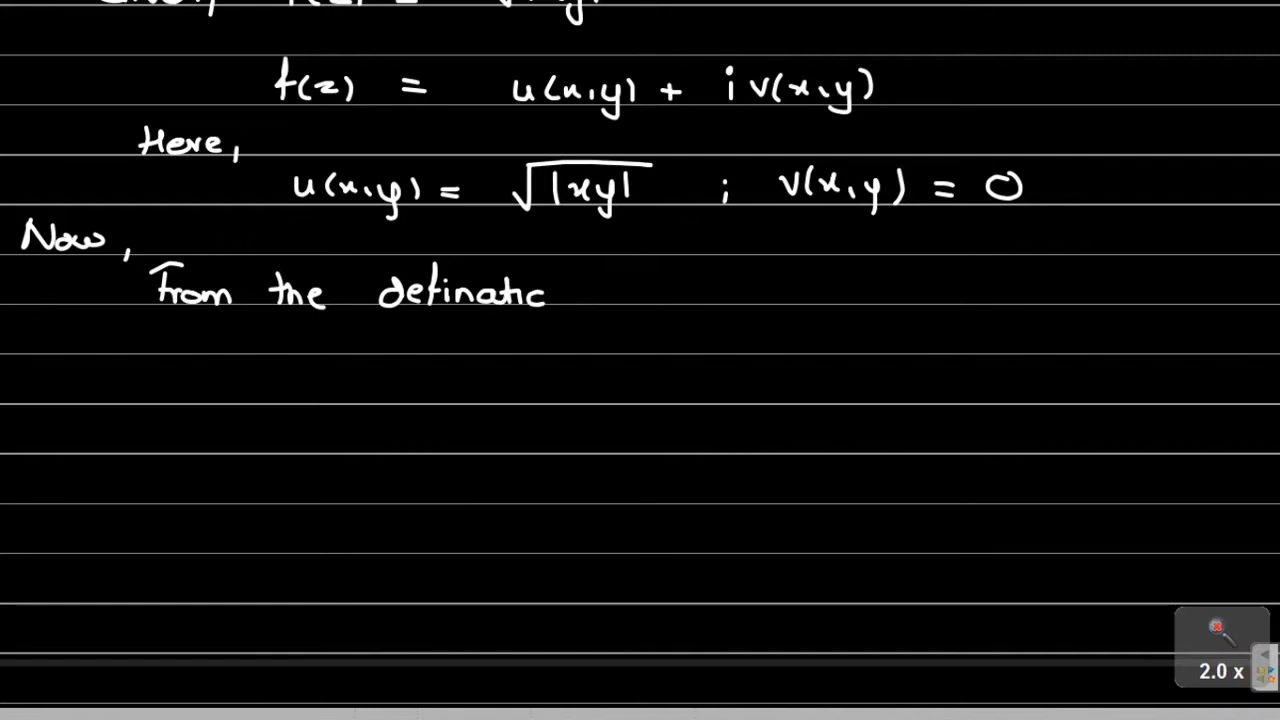 f(z) = u(x,y) + i v(x,y)
Here,
u(x,y) = √|xy| ; v(x,y) = 0
Now,
From the definatic
2.0 x